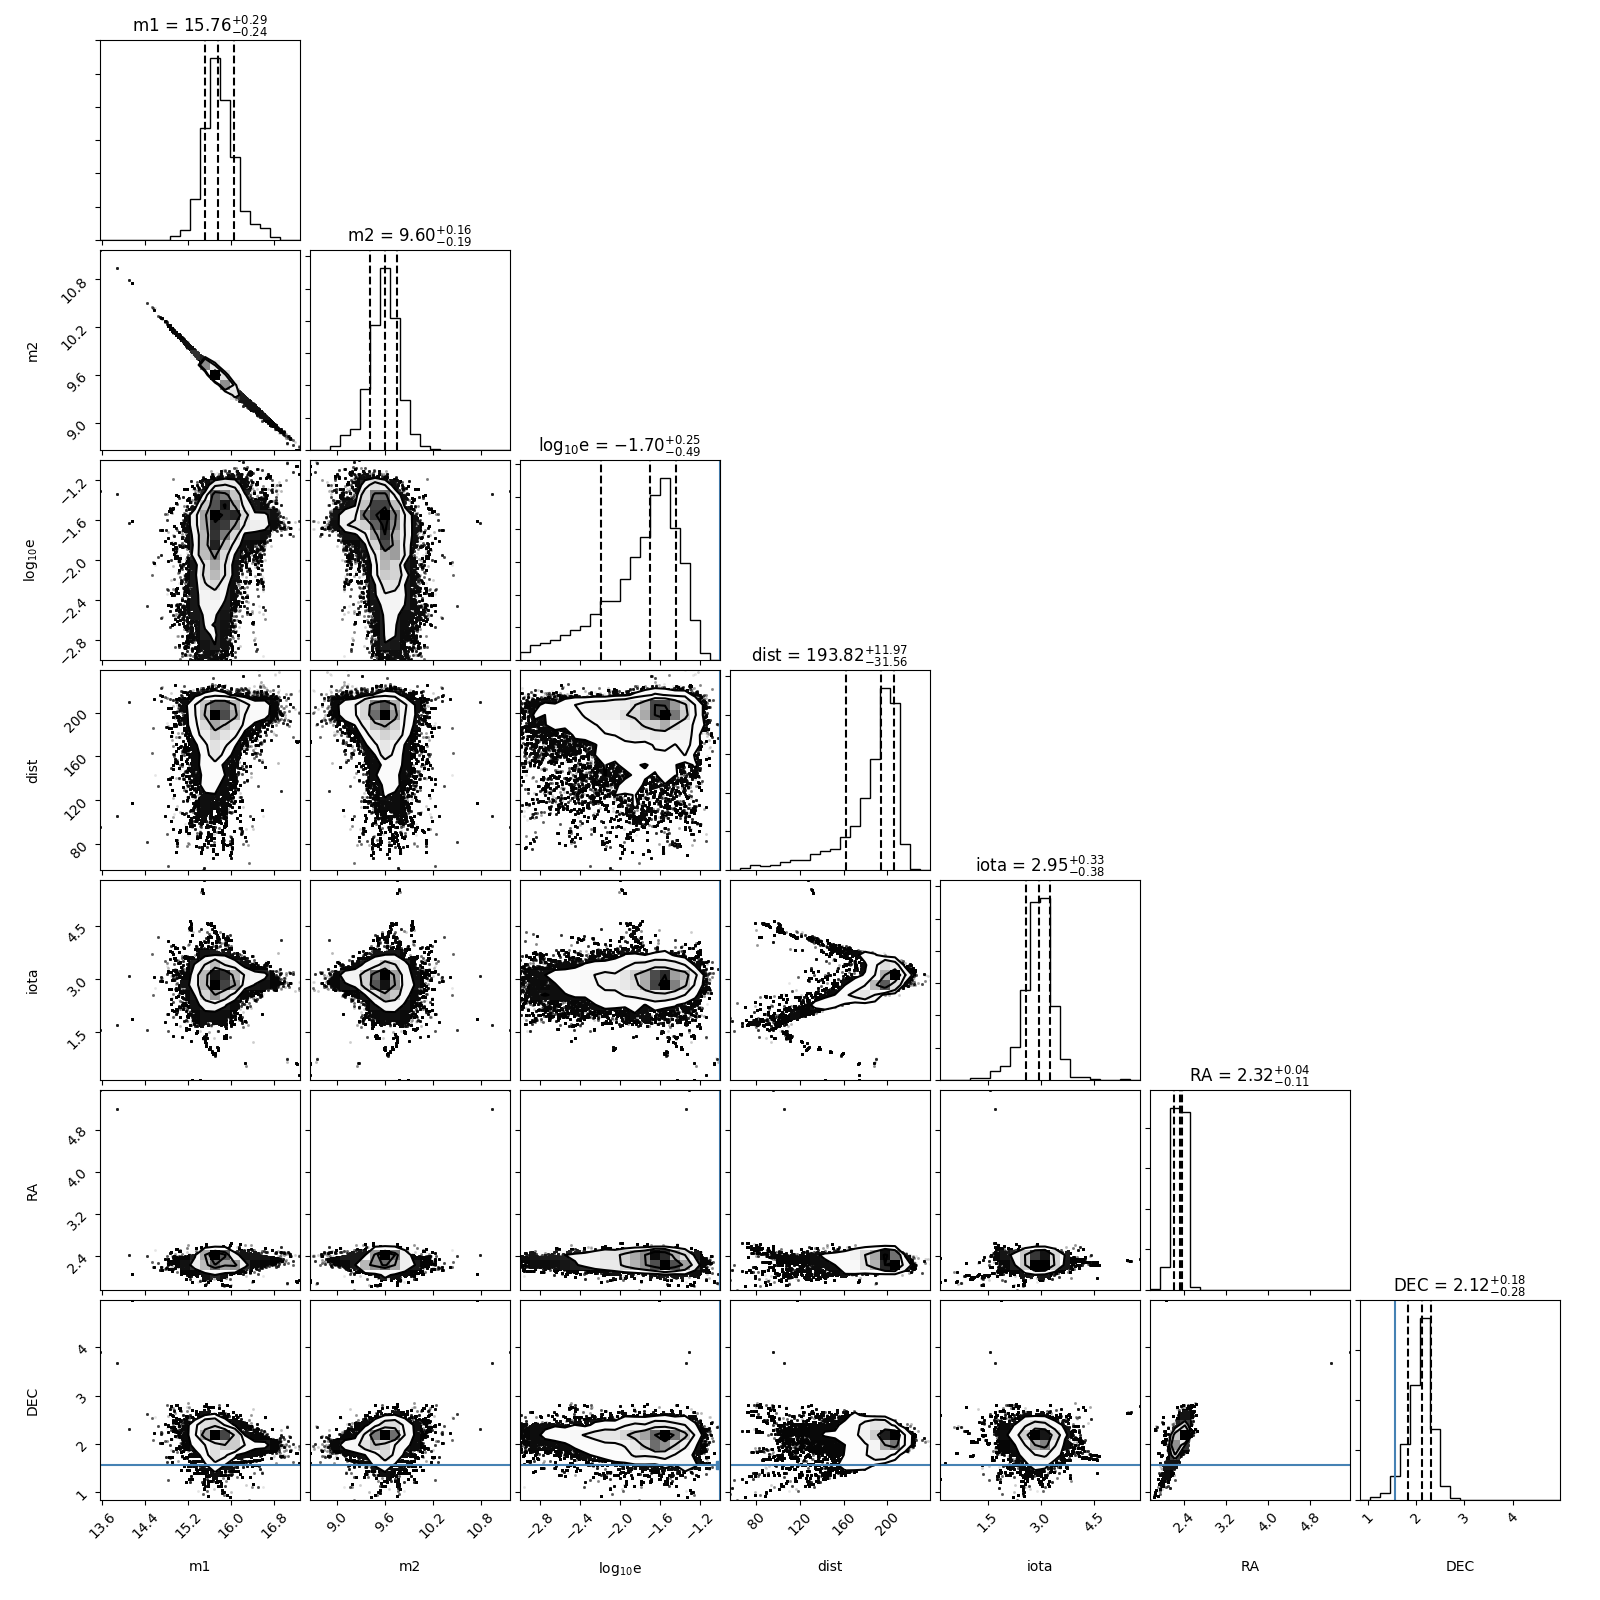 m1 = 15.76+0.29−0.24
m2 = 9.60+0.16−0.19
m2
10.8
10.2
9.6
9.0
log10e = −1.70+0.25−0.49
log10e
−1.2
−1.6
−2.0
−2.4
−2.8
dist = 193.82+11.97−31.56
dist
200
160
120
80
iota = 2.95+0.33−0.38
iota
4.5
3.0
1.5
RA = 2.32+0.04−0.11
RA
4.8
4.0
3.2
2.4
DEC = 2.12+0.18−0.28
DEC
4
3
2
1
13.6 14.4 15.2 16.0 16.8 9.0 9.6 10.2 10.8 −2.8 −2.4 −2.0 −1.6 −1.2 80 120 160 200 1.5 3.0 4.5 2.4 3.2 4.0 4.8 1 2 3 4
m1 m2 log10e dist iota RA DEC